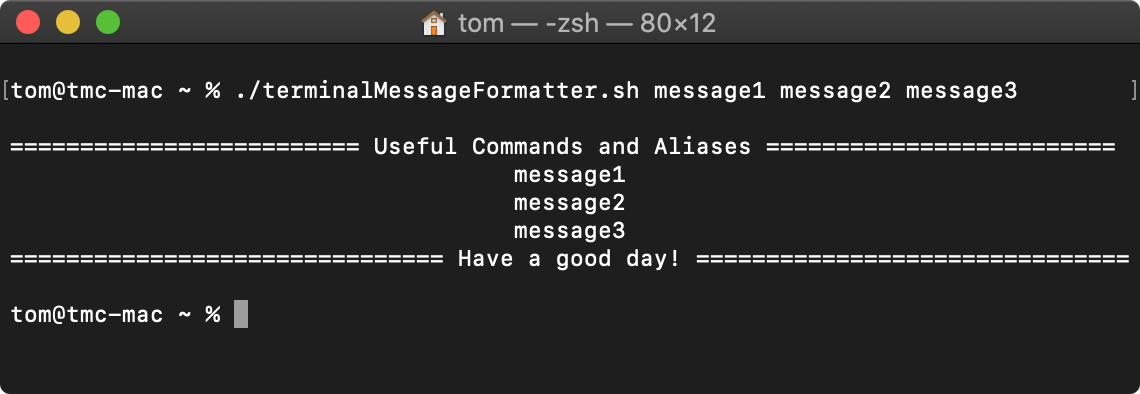 tom — -zsh — 80×12
[tom@tmc-mac ~ % ./terminalMessageFormatter.sh message1 message2 message3 ]
========================= Useful Commands and Aliases =========================
message1
message2
message3
=============================== Have a good day! ===============================
tom@tmc-mac ~ %